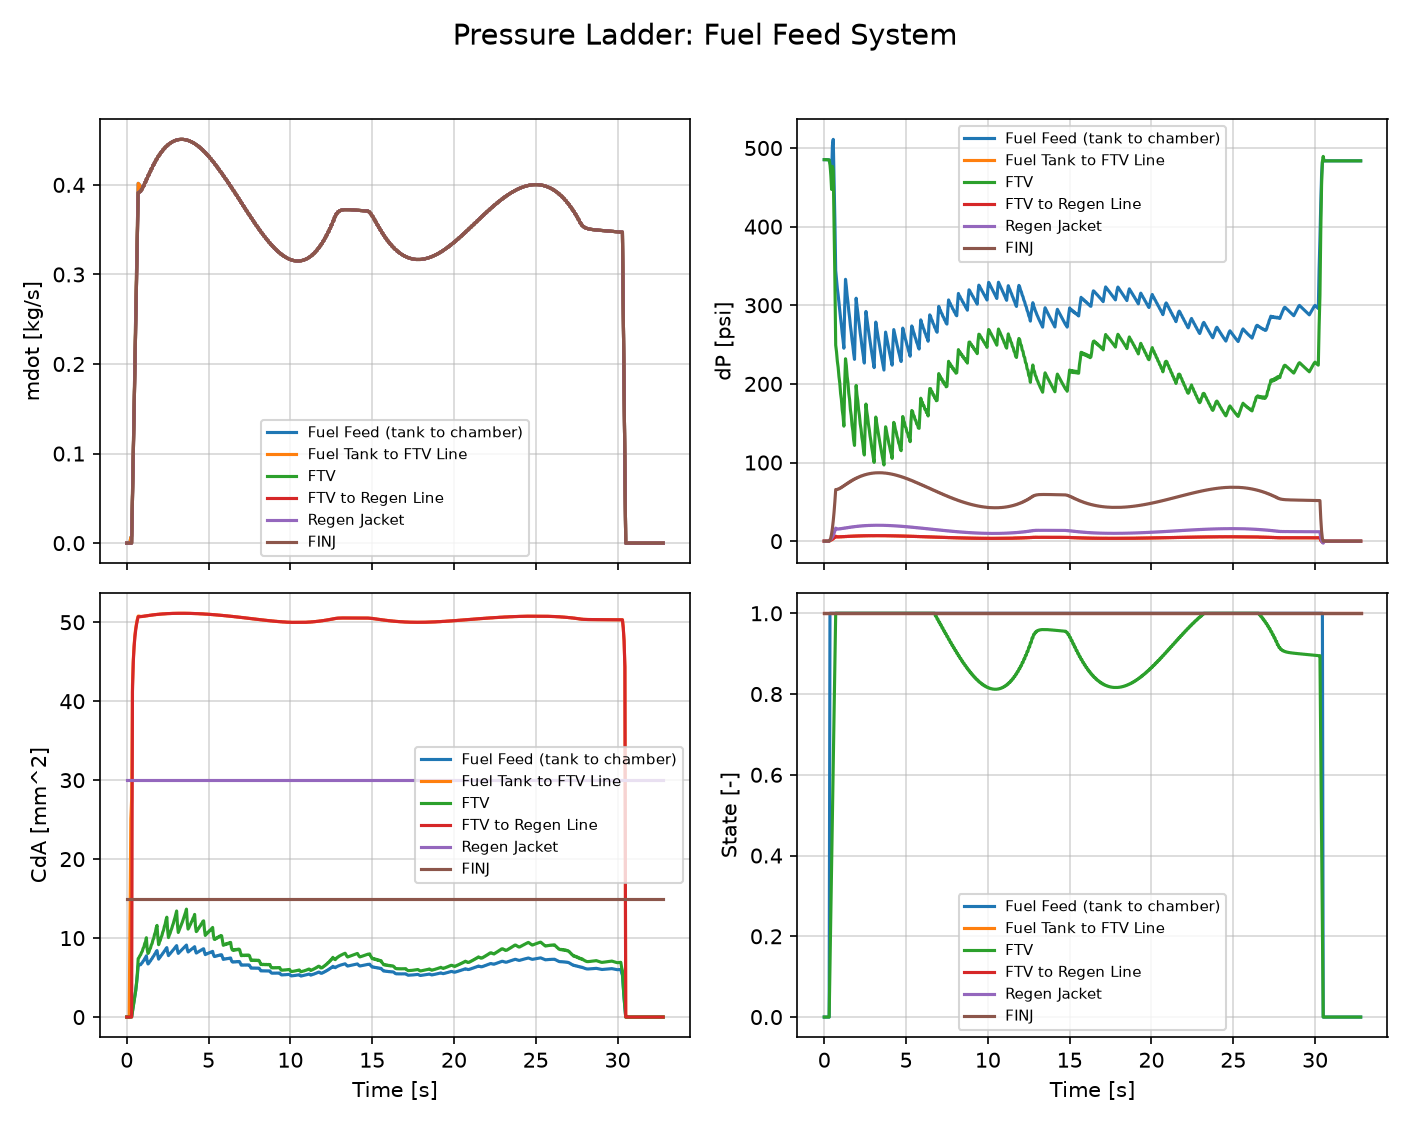 Pressure Ladder: Fuel Feed System
mdot [kg/s]
0.4
0.3
0.2
0.1
0.0
Fuel Feed (tank to chamber)
Fuel Tank to FTV Line
FTV
FTV to Regen Line
Regen Jacket
FINJ
dP [psi]
500
400
300
200
100
0
Fuel Feed (tank to chamber)
Fuel Tank to FTV Line
FTV
FTV to Regen Line
Regen Jacket
FINJ
CdA [mm^2]
50
40
30
20
10
0
Fuel Feed (tank to chamber)
Fuel Tank to FTV Line
FTV
FTV to Regen Line
Regen Jacket
FINJ
0 5 10 15 20 25 30
Time [s]
State [-]
1.0
0.8
0.6
0.4
0.2
0.0
Fuel Feed (tank to chamber)
Fuel Tank to FTV Line
FTV
FTV to Regen Line
Regen Jacket
FINJ
0 5 10 15 20 25 30
Time [s]